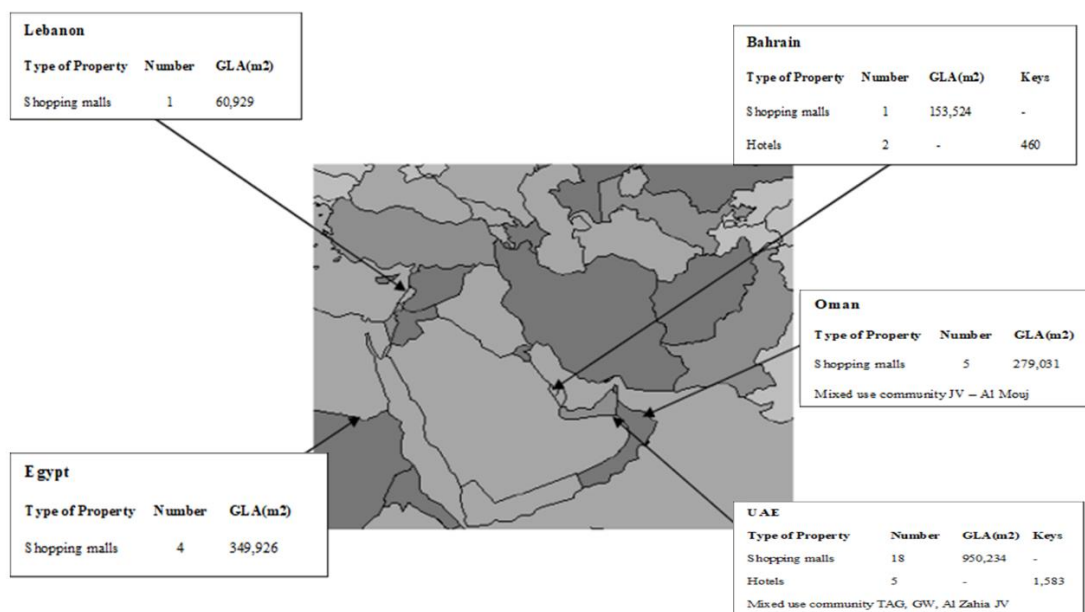 Lebanon
Type of Property Number GLA(m2)
Shopping malls 1 60,929
Bahrain
Type of Property Number GLA(m2) Keys
Shopping malls 1 153,524 -
Hotels 2 - 460
Oman
Type of Property Number GLA(m2)
Shopping malls 5 279,031
Mixed use community JV – Al Mouj
Egypt
Type of Property Number GLA(m2)
Shopping malls 4 349,926
UAE
Type of Property Number GLA(m2) Keys
Shopping malls 18 950,234 -
Hotels 5 - 1,583
Mixed use community TAG, GW, Al Zahia JV